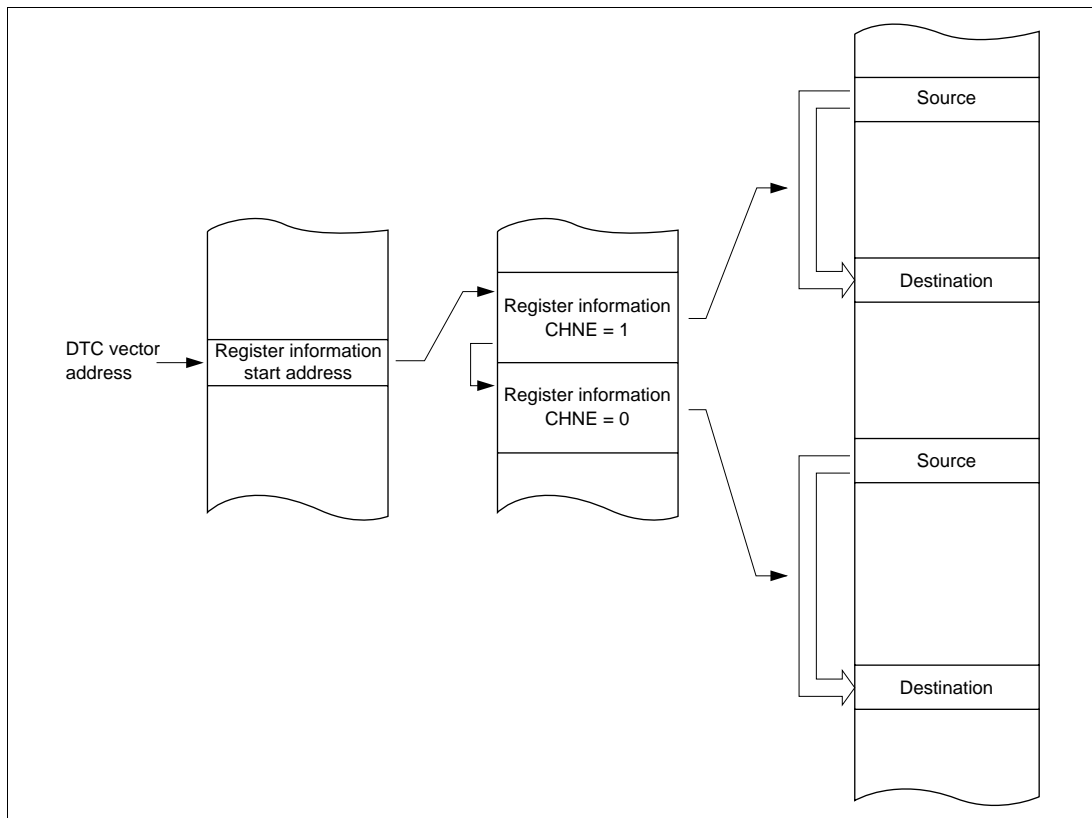 DTC vector
address
Register information
start address
Register information
CHNE = 1
Register information
CHNE = 0
Source
Destination
Source
Destination